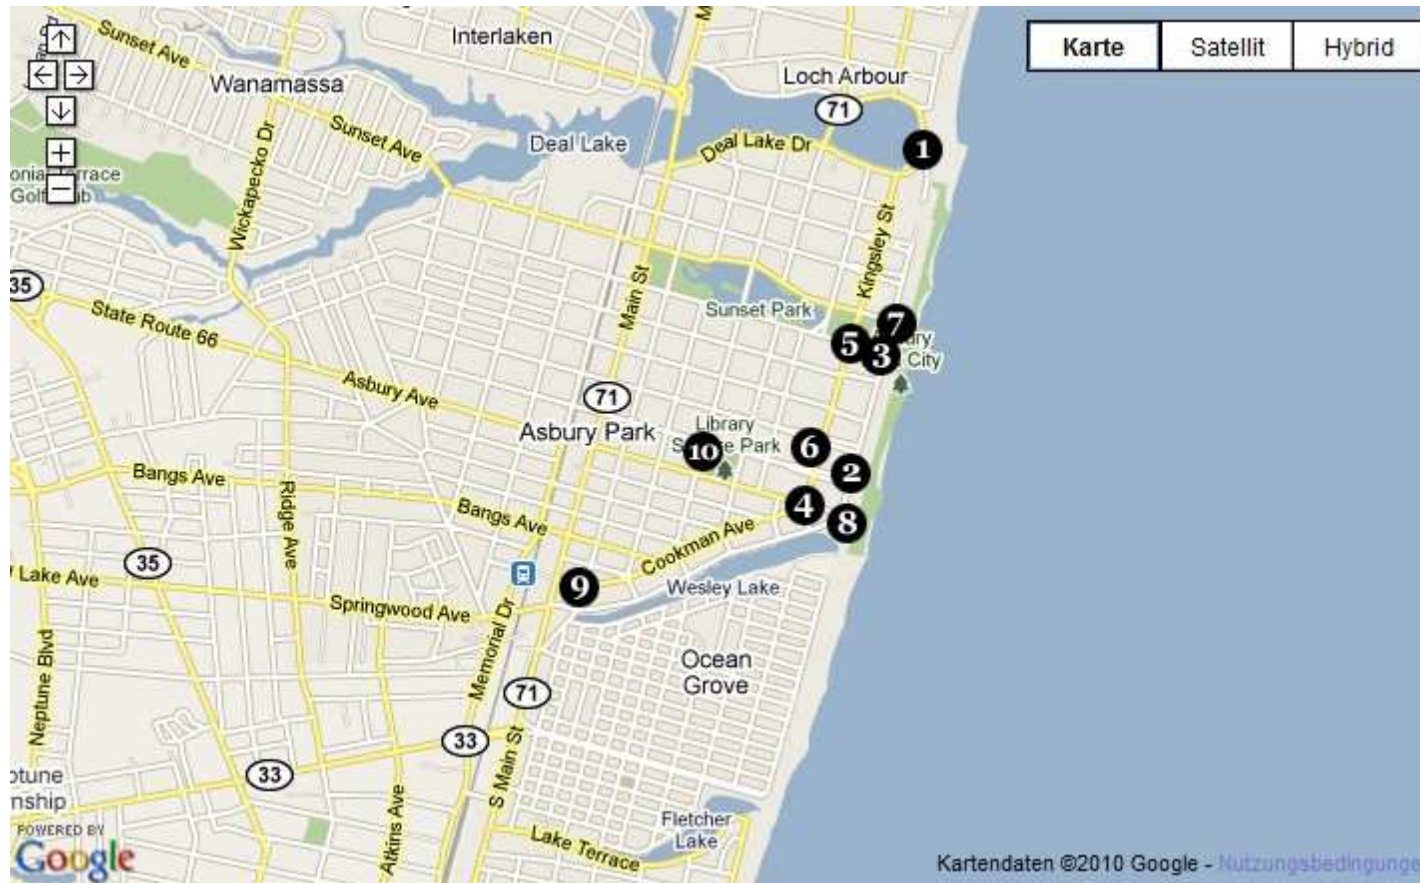 Interlaken
Karte
Satellit
Hybrid
Sunset Ave
Wanamassa
Loch Arbour
71
Sunset Ave
Deal Lake
Deal Lake Dr
1
Wickapecko Dr
Kingsley St
35
State Route 66
Main St
Sunset Park
7
5
3
City
Asbury Ave
71
Asbury Park
Library
Park
10
6
2
Bangs Ave
Ridge Ave
Bangs Ave
4
8
Cookman Ave
35
Lake Ave
9
Wesley Lake
Springwood Ave
Memorial Dr
Neptune Blvd
Ocean
Grove
71
33
33
S Main St
Atkins Ave
Fletcher
Lake
Lake Terrace
POWERED BY
Google
Kartendaten ©2010 Google -